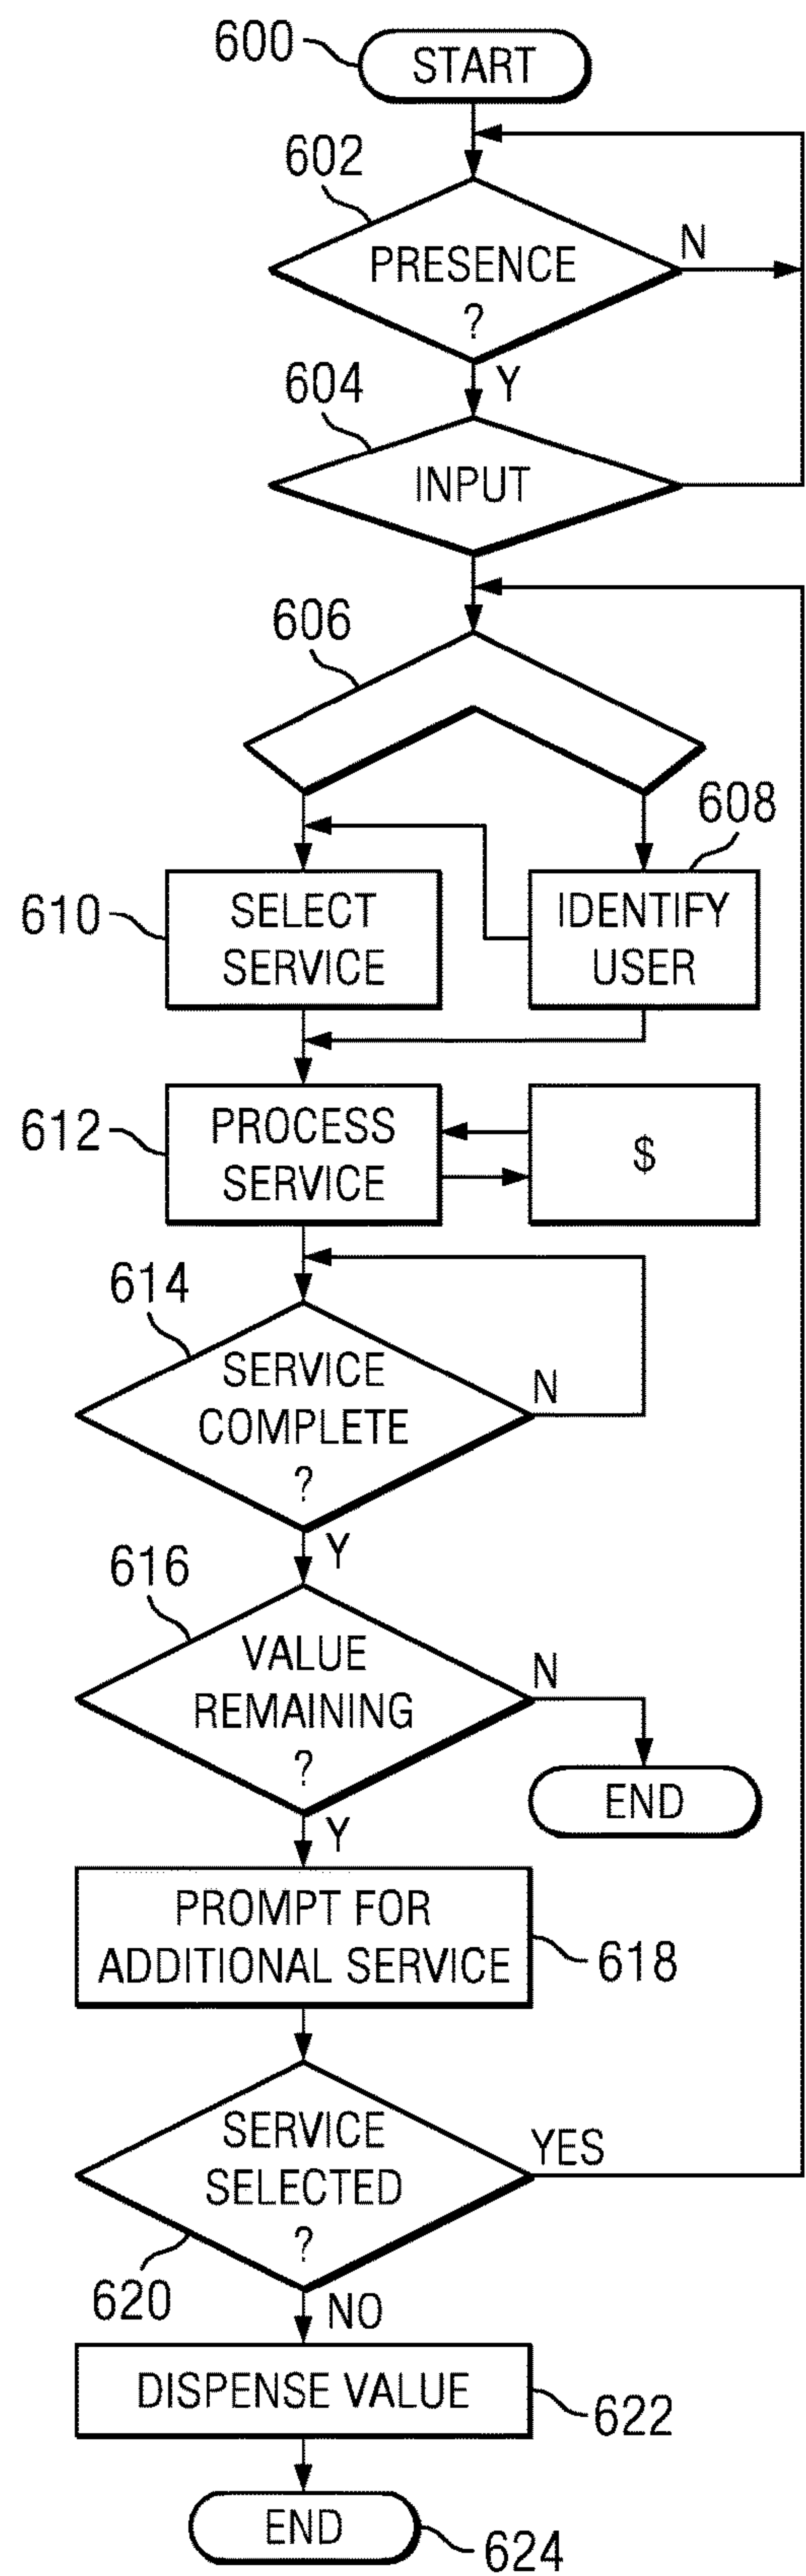 600
START
602
PRESENCE
?
N
Y
604
INPUT
606
608
610
SELECT
SERVICE
IDENTIFY
USER
612
PROCESS
SERVICE
$
614
SERVICE
COMPLETE
?
N
Y
616
VALUE
REMAINING
?
N
END
Y
PROMPT FOR
ADDITIONAL SERVICE
618
SERVICE
SELECTED
?
YES
620
NO
DISPENSE VALUE
622
END
624